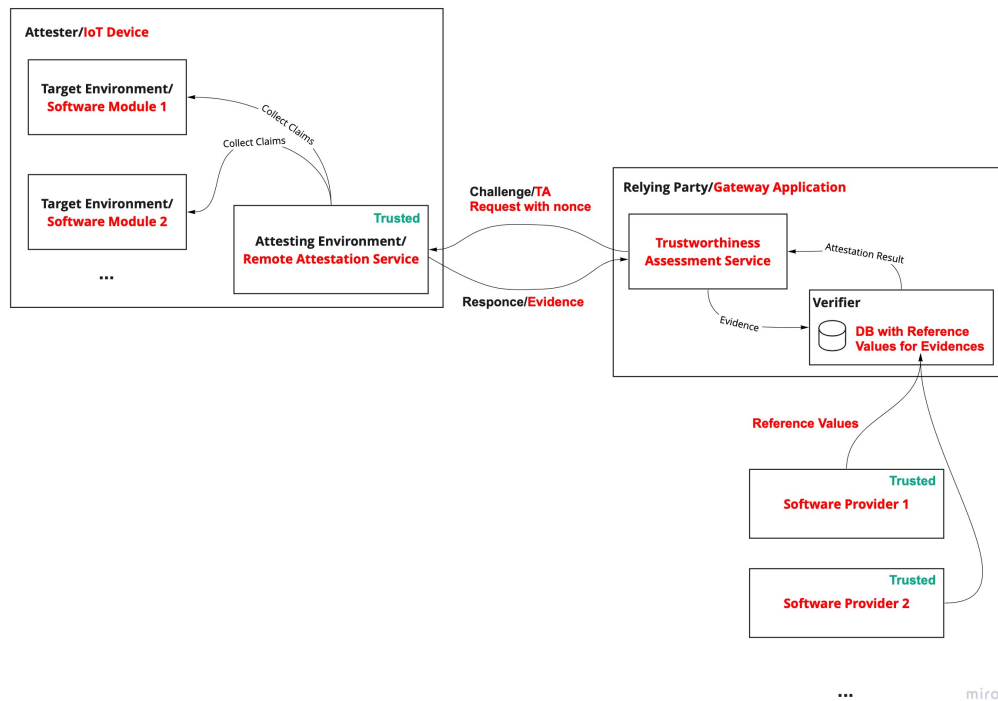 Attester/IoT Device
Target Environment/
Software Module 1
Collect Claims
Collect Claims
Target Environment/
Software Module 2
...
Trusted
Attesting Environment/
Remote Attestation Service
Challenge/TA
Request with nonce
Responce/Evidence
Relying Party/Gateway Application
Trustworthiness
Assessment Service
Attestation Result
Evidence
Verifier
DB with Reference
Values for Evidences
Reference Values
Trusted
Software Provider 1
Trusted
Software Provider 2
...
miro